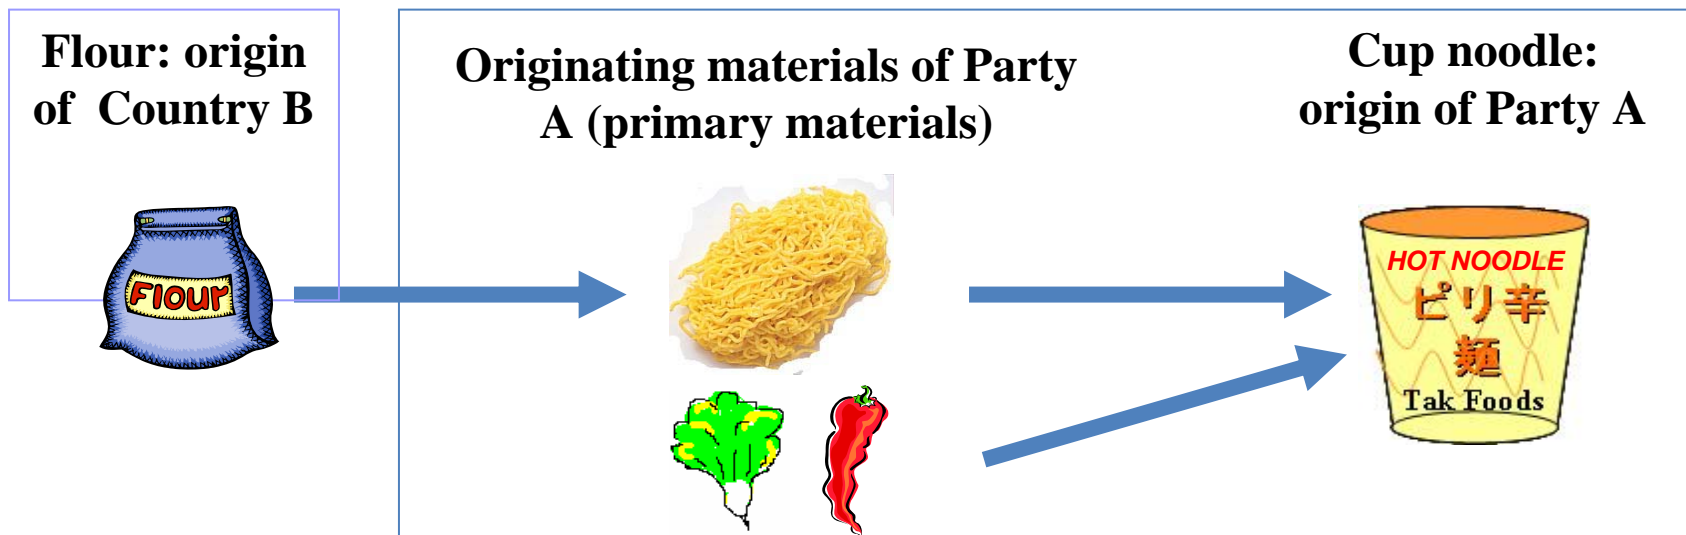 Flour: origin
of Country B
Originating materials of Party
A (primary materials)
Cup noodle:
origin of Party A
Flour
HOT NOODLE
ピリ辛
麺
Tak Foods